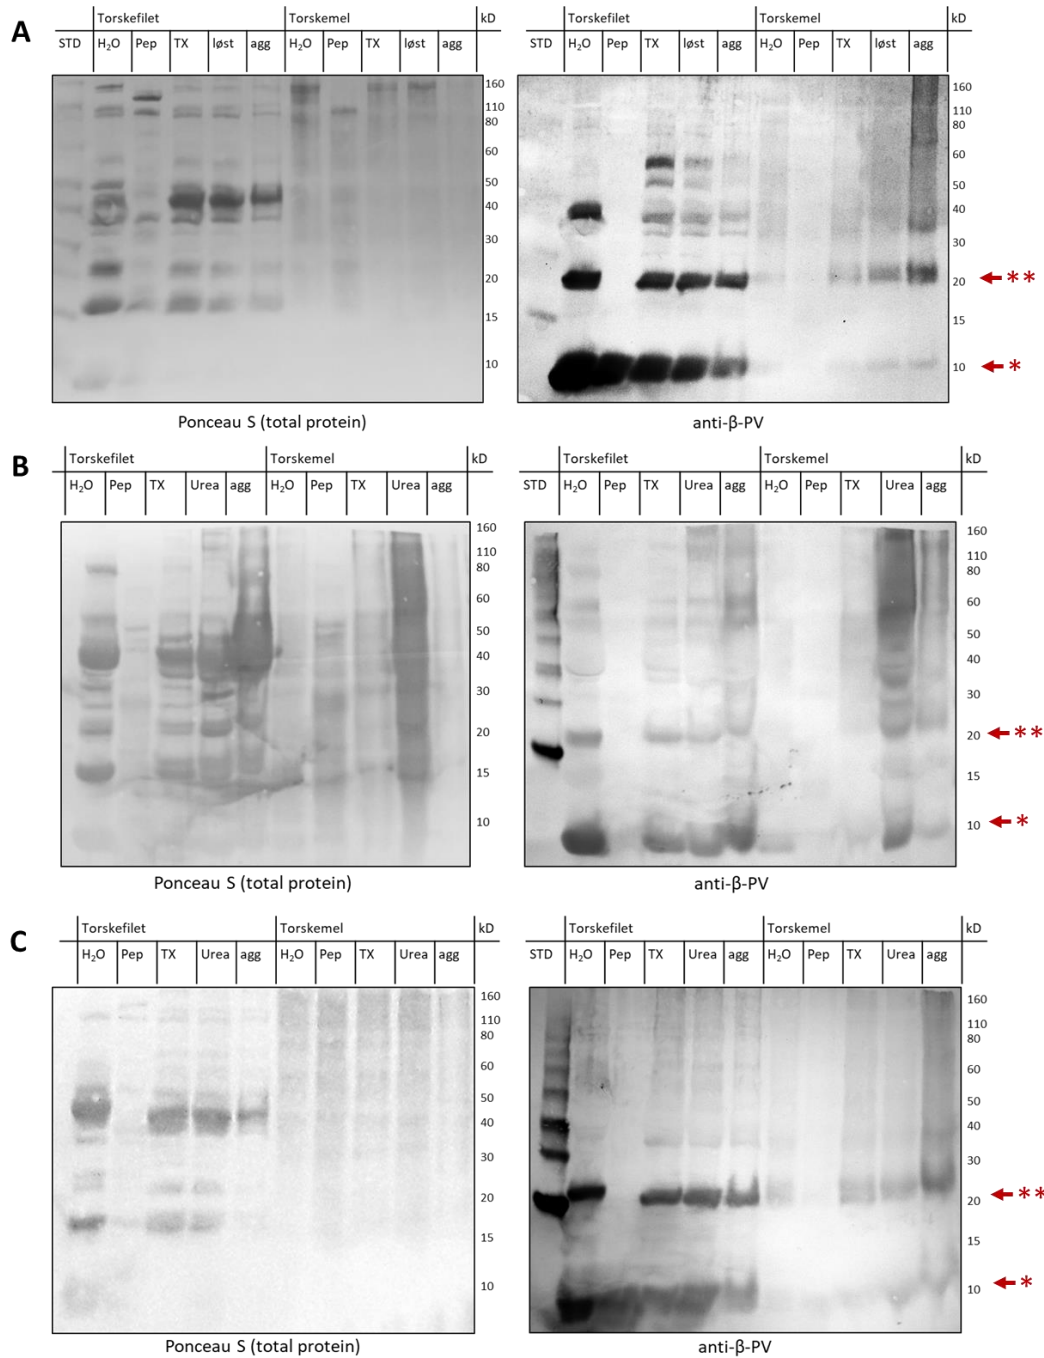 A
Torskefilet Torskemel kD
STD H₂O Pep TX løst agg H₂O Pep TX løst agg
160
110
80
60
50
40
30
20
15
10
Ponceau S (total protein)
Torskefilet Torskemel kD
STD H₂O Pep TX løst agg H₂O Pep TX løst agg
160
110
80
60
50
40
30
20 **
15
10 *
anti-β-PV
B
Torskefilet Torskemel kD
H₂O Pep TX Urea agg H₂O Pep TX Urea agg
160
110
80
60
50
40
30
20
15
10
Ponceau S (total protein)
Torskefilet Torskemel kD
STD H₂O Pep TX Urea agg H₂O Pep TX Urea agg
160
110
80
60
50
40
30
20 **
15
10 *
anti-β-PV
C
Torskefilet Torskemel kD
H₂O Pep TX Urea agg H₂O Pep TX Urea agg
160
110
80
60
50
40
30
20
15
10
Ponceau S (total protein)
Torskefilet Torskemel kD
STD H₂O Pep TX Urea agg H₂O Pep TX Urea agg
160
110
80
60
50
40
30
20 **
15
10 *
anti-β-PV